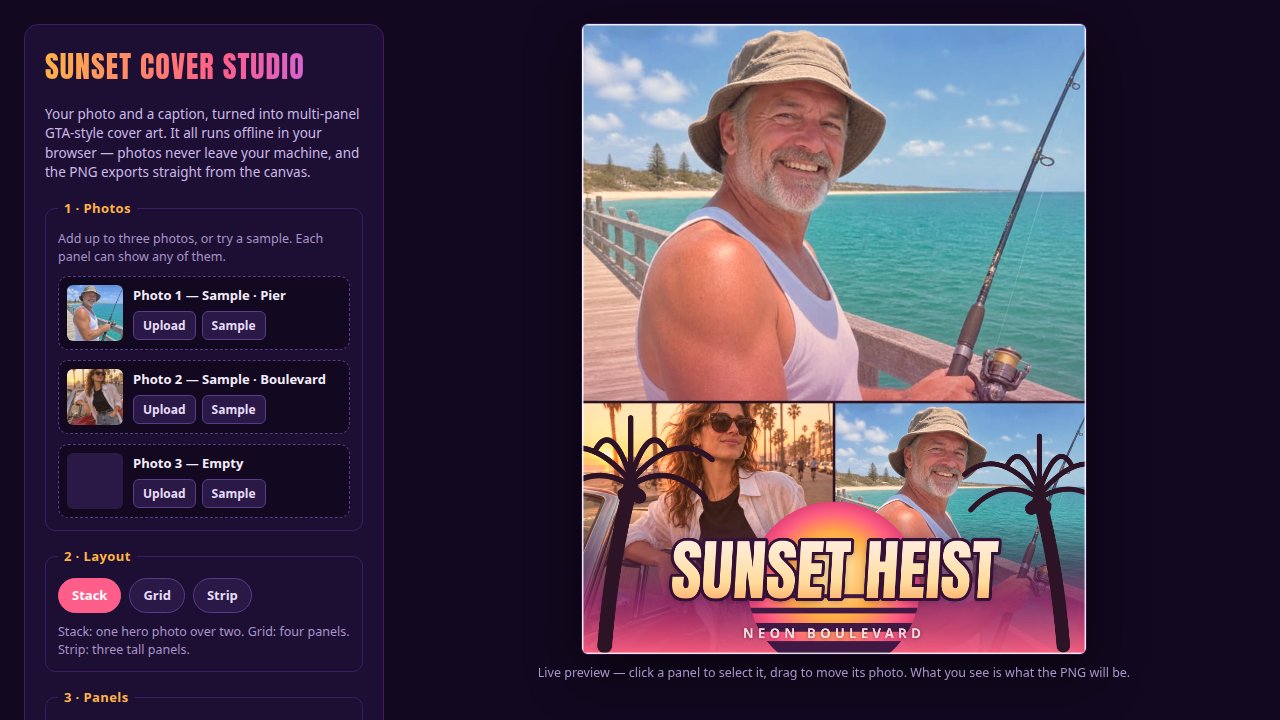 SUNSET COVER STUDIO
Your photo and a caption, turned into multi-panel
GTA-style cover art. It all runs offline in your
browser — photos never leave your machine, and
the PNG exports straight from the canvas.
1 · Photos
Add up to three photos, or try a sample. Each
panel can show any of them.
Photo 1 — Sample · Pier
Upload Sample
Photo 2 — Sample · Boulevard
Upload Sample
Photo 3 — Empty
Upload Sample
2 · Layout
Stack Grid Strip
Stack: one hero photo over two. Grid: four panels.
Strip: three tall panels.
3 · Panels
SUNSET HEIST
NEON BOULEVARD
Live preview — click a panel to select it, drag to move its photo. What you see is what the PNG will be.